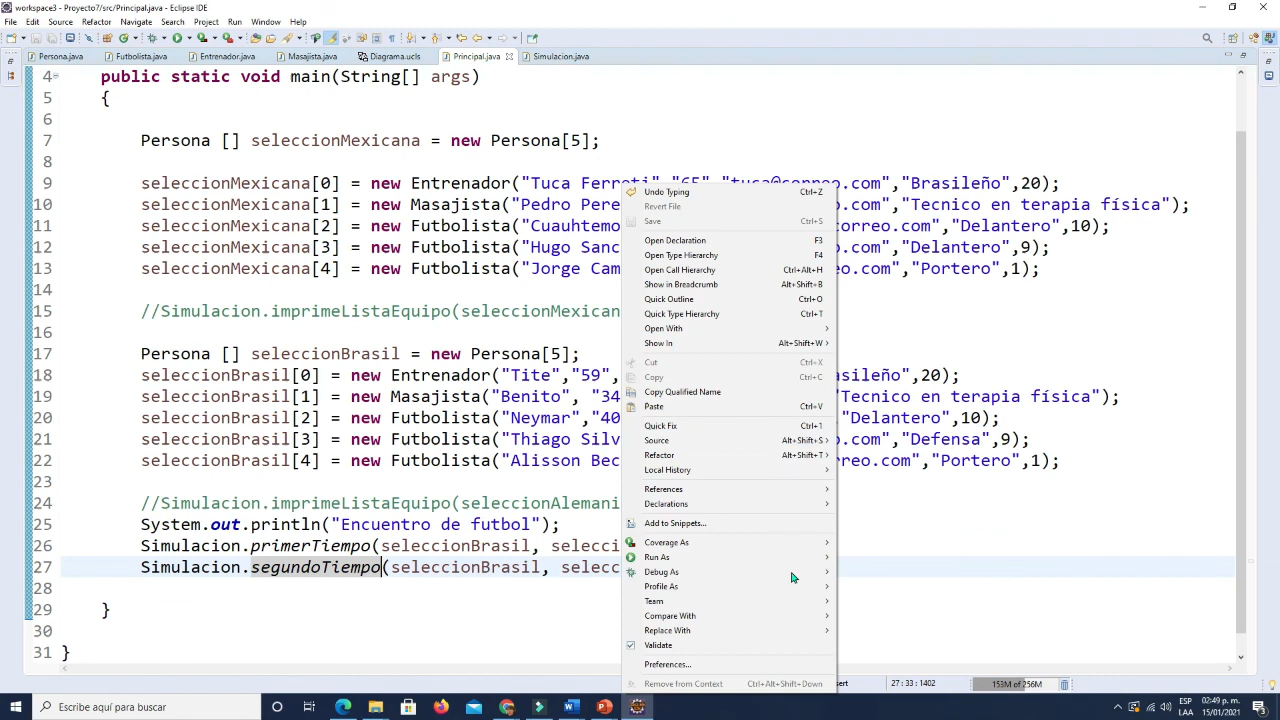 workspace3 - Proyecto7/src/Principal.java - Eclipse IDE
File Edit Source Refactor Navigate Search Project Run Window Help
Persona.java Futbolista.java Entrenador.java Masajista.java Diagrama.ucls Principal.java Simulacion.java
4 public static void main(String[] args)
5 {
6
7 Persona [] seleccionMexicana = new Persona[5];
8
9 seleccionMexicana[0] = new Entrenador("Tuca Ferreti","65","tuca@correo.com","Brasileño",20);
10 seleccionMexicana[1] = new Masajista("Pedro Pere o.com","Tecnico en terapia física");
11 seleccionMexicana[2] = new Futbolista("Cuauhtemo orreo.com","Delantero",10);
12 seleccionMexicana[3] = new Futbolista("Hugo Sanc eo.com","Delantero",9);
13 seleccionMexicana[4] = new Futbolista("Jorge Cam eo.com","Portero",1);
14
15 //Simulacion.imprimeListaEquipo(seleccionMexican
16
17 Persona [] seleccionBrasil = new Persona[5];
18 seleccionBrasil[0] = new Entrenador("Tite","59", asileño",20);
19 seleccionBrasil[1] = new Masajista("Benito", "34 "Tecnico en terapia física");
20 seleccionBrasil[2] = new Futbolista("Neymar","40 "Delantero",10);
21 seleccionBrasil[3] = new Futbolista("Thiago Silv o.com","Defensa",9);
22 seleccionBrasil[4] = new Futbolista("Alisson Bec rreo.com","Portero",1);
23
24 //Simulacion.imprimeListaEquipo(seleccionAlemani
25 System.out.println("Encuentro de futbol");
26 Simulacion.primerTiempo(seleccionBrasil, selecci
27 Simulacion.segundoTiempo(seleccionBrasil, selecc
28
29 }
30
31 }
Undo Typing Ctrl+Z
Revert File
Save Ctrl+S
Open Declaration F3
Open Type Hierarchy F4
Open Call Hierarchy Ctrl+Alt+H
Show in Breadcrumb Alt+Shift+B
Quick Outline Ctrl+O
Quick Type Hierarchy Ctrl+T
Open With
Show In Alt+Shift+W
Cut Ctrl+X
Copy Ctrl+C
Copy Qualified Name
Paste Ctrl+V
Quick Fix Ctrl+1
Source Alt+Shift+S
Refactor Alt+Shift+T
Local History
References
Declarations
Add to Snippets...
Coverage As
Run As
Debug As
Profile As
Team
Compare With
Replace With
Validate
Preferences...
Remove from Context Ctrl+Alt+Shift+Down
27 : 33 : 1402 153M of 256M
Escribe aquí para buscar
ESP 02:49 p. m.
LAA 15/01/2021